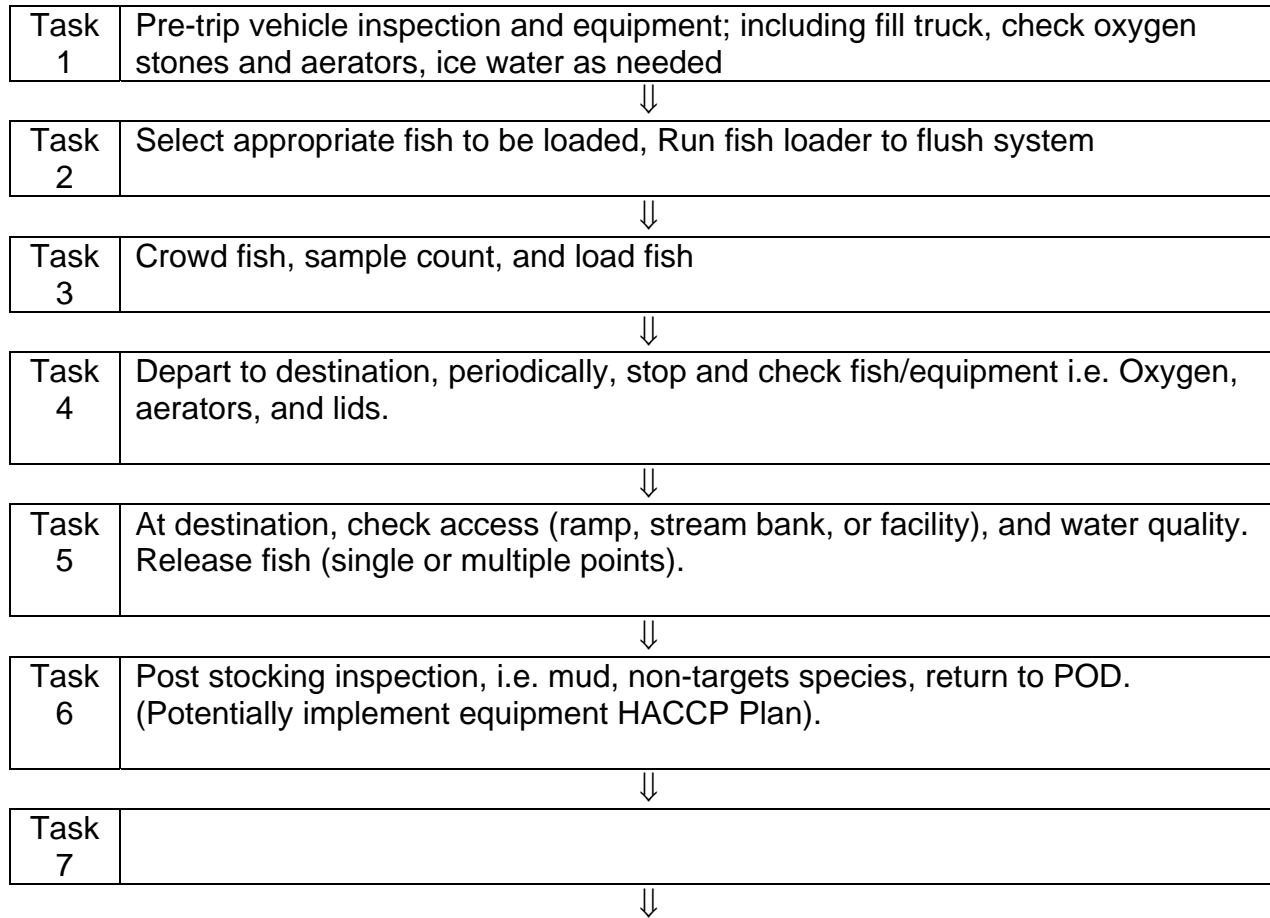 Task Pre-trip vehicle inspection and equipment; including fill truck, check oxygen
1 stones and aerators, ice water as needed
⇓
Task Select appropriate fish to be loaded, Run fish loader to flush system
2
⇓
Task Crowd fish, sample count, and load fish
3
⇓
Task Depart to destination, periodically, stop and check fish/equipment i.e. Oxygen,
4 aerators, and lids.
⇓
Task At destination, check access (ramp, stream bank, or facility), and water quality.
5 Release fish (single or multiple points).
⇓
Task Post stocking inspection, i.e. mud, non-targets species, return to POD.
6 (Potentially implement equipment HACCP Plan).
⇓
Task
7
⇓